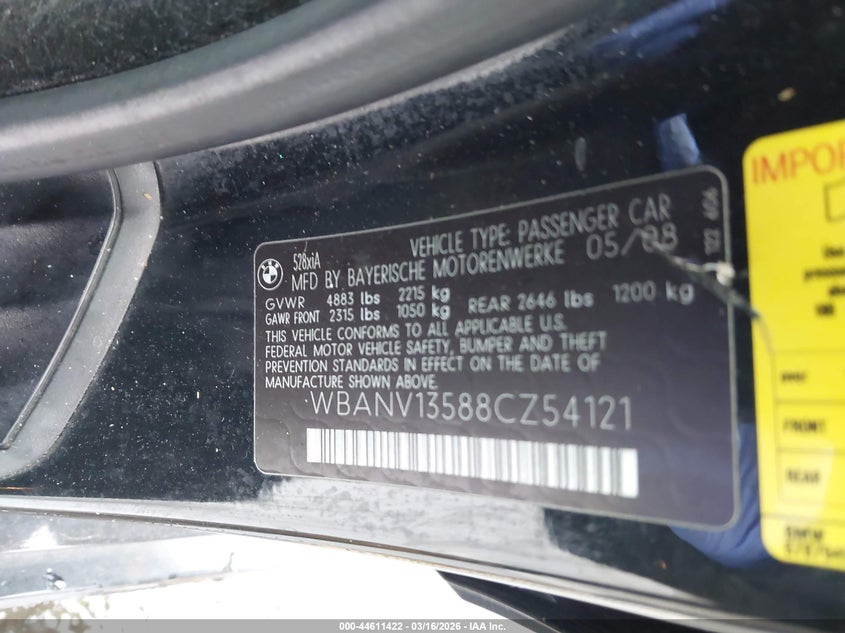 528xiA
VEHICLE TYPE: PASSENGER CAR
MFD BY BAYERISCHE MOTORENWERKE 05/08
GVWR 4883 lbs 2215 kg
GAWR FRONT 2315 lbs 1050 kg REAR 2646 lbs 1200 kg
THIS VEHICLE CONFORMS TO ALL APPLICABLE U.S.
FEDERAL MOTOR VEHICLE SAFETY, BUMPER AND THEFT
PREVENTION STANDARDS IN EFFECT ON THE DATE OF
MANUFACTURE SHOWN ABOVE.
WBANV13588CZ54121
FRONT
REAR
BMW
000-44611422 - 03/16/2026 - IAA Inc.